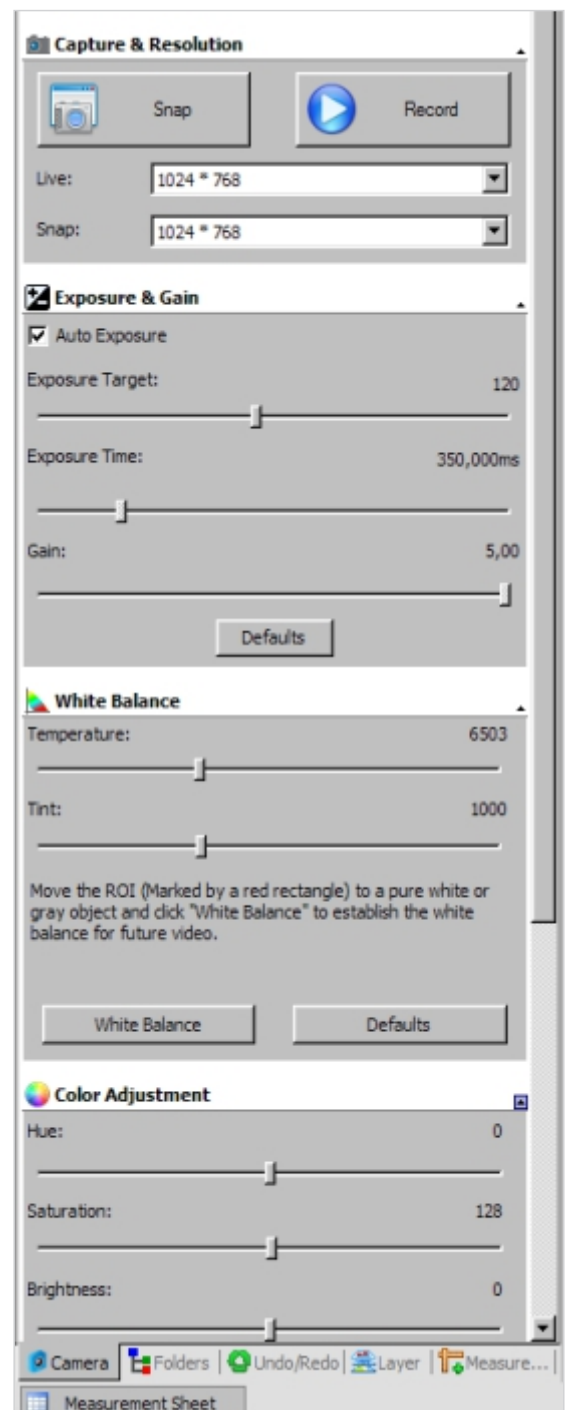 Capture & Resolution
Snap Record
Live: 1024 * 768
Snap: 1024 * 768
Exposure & Gain
Auto Exposure
Exposure Target: 120
Exposure Time: 350,000ms
Gain: 5,00
Defaults
White Balance
Temperature: 6503
Tint: 1000
Move the ROI (Marked by a red rectangle) to a pure white or
gray object and click "White Balance" to establish the white
balance for future video.
White Balance Defaults
Color Adjustment
Hue: 0
Saturation: 128
Brightness: 0
Camera Folders Undo/Redo Layer Measure...
Measurement Sheet